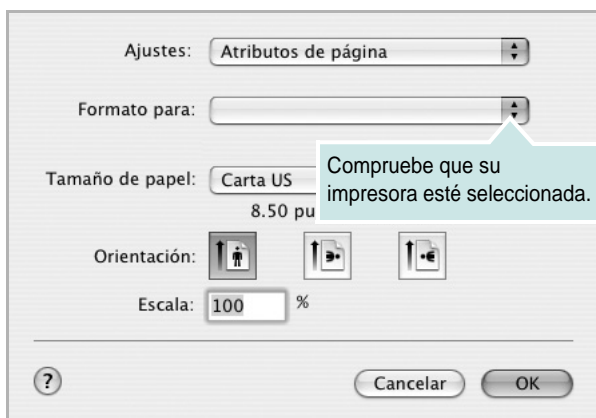 Ajustes: Atributos de página
Formato para:
Tamaño de papel: Carta US
8.50 pu
Compruebe que su
impresora esté seleccionada.
Orientación:
Escala: 100 %
? Cancelar OK